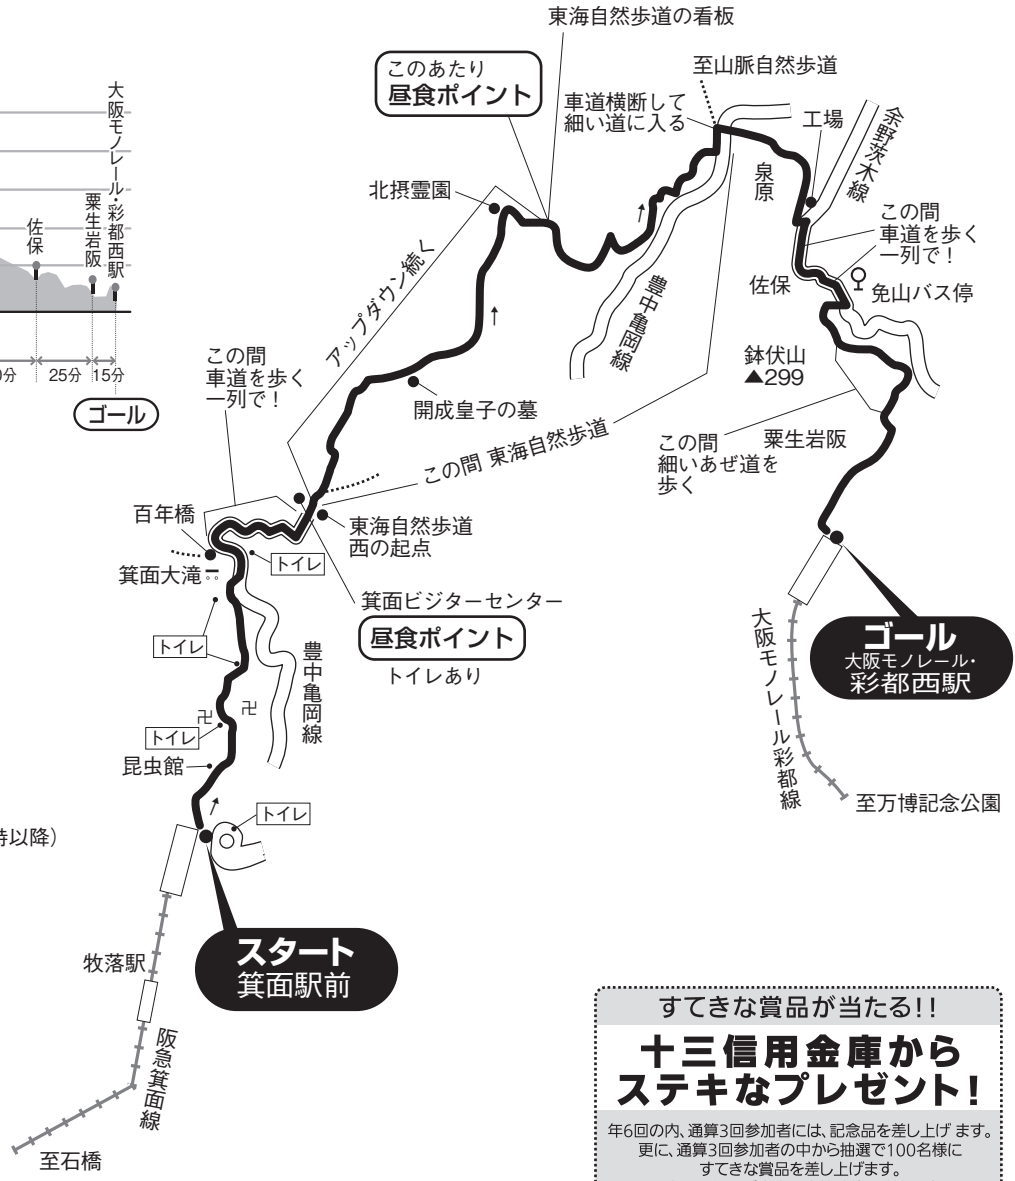 東海自然歩道の看板
このあたり
昼食ポイント
至山脈自然歩道
車道横断して
細い道に入る
工場
余野茨木線
泉原
北摂霊園
この間
車道を歩く
一列で！
佐保
免山バス停
アップダウン続く
豊中亀岡線
鉢伏山
▲299
大阪モノレール・彩都西駅
粟生岩阪
佐保
25分
15分
ゴール
この間
車道を歩く
一列で！
開成皇子の墓
この間 東海自然歩道
この間
細いあぜ道を
歩く
粟生岩阪
百年橋
東海自然歩道
西の起点
トイレ
箕面大滝
箕面ビジターセンター
昼食ポイント
トイレあり
トイレ
豊中亀岡線
卍
卍
トイレ
昆虫館
トイレ
ゴール
大阪モノレール・
彩都西駅
大阪モノレール彩都線
至万博記念公園
時以降）
スタート
箕面駅前
牧落駅
阪急箕面線
至石橋
すてきな賞品が当たる!!
十三信用金庫から
ステキなプレゼント!
年6回の内、通算3回参加者には、記念品を差し上げ ます。
更に、通算3回参加者の中から抽選で100名様に
すてきな賞品を差し上げます。